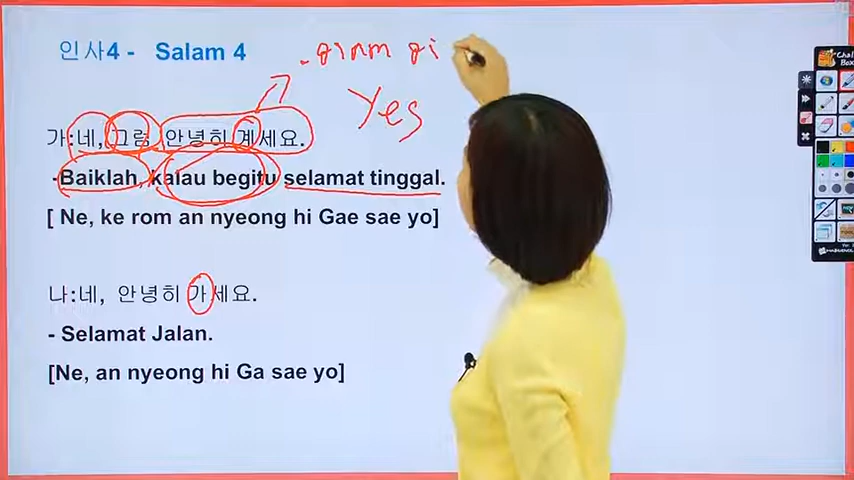 인사4 - Salam 4
Yes
가:네, 그럼 안녕히 계세요.
-Baiklah, kalau begitu selamat tinggal.
[ Ne, ke rom an nyeong hi Gae sae yo]
나:네, 안녕히 가세요.
- Selamat Jalan.
[Ne, an nyeong hi Ga sae yo]